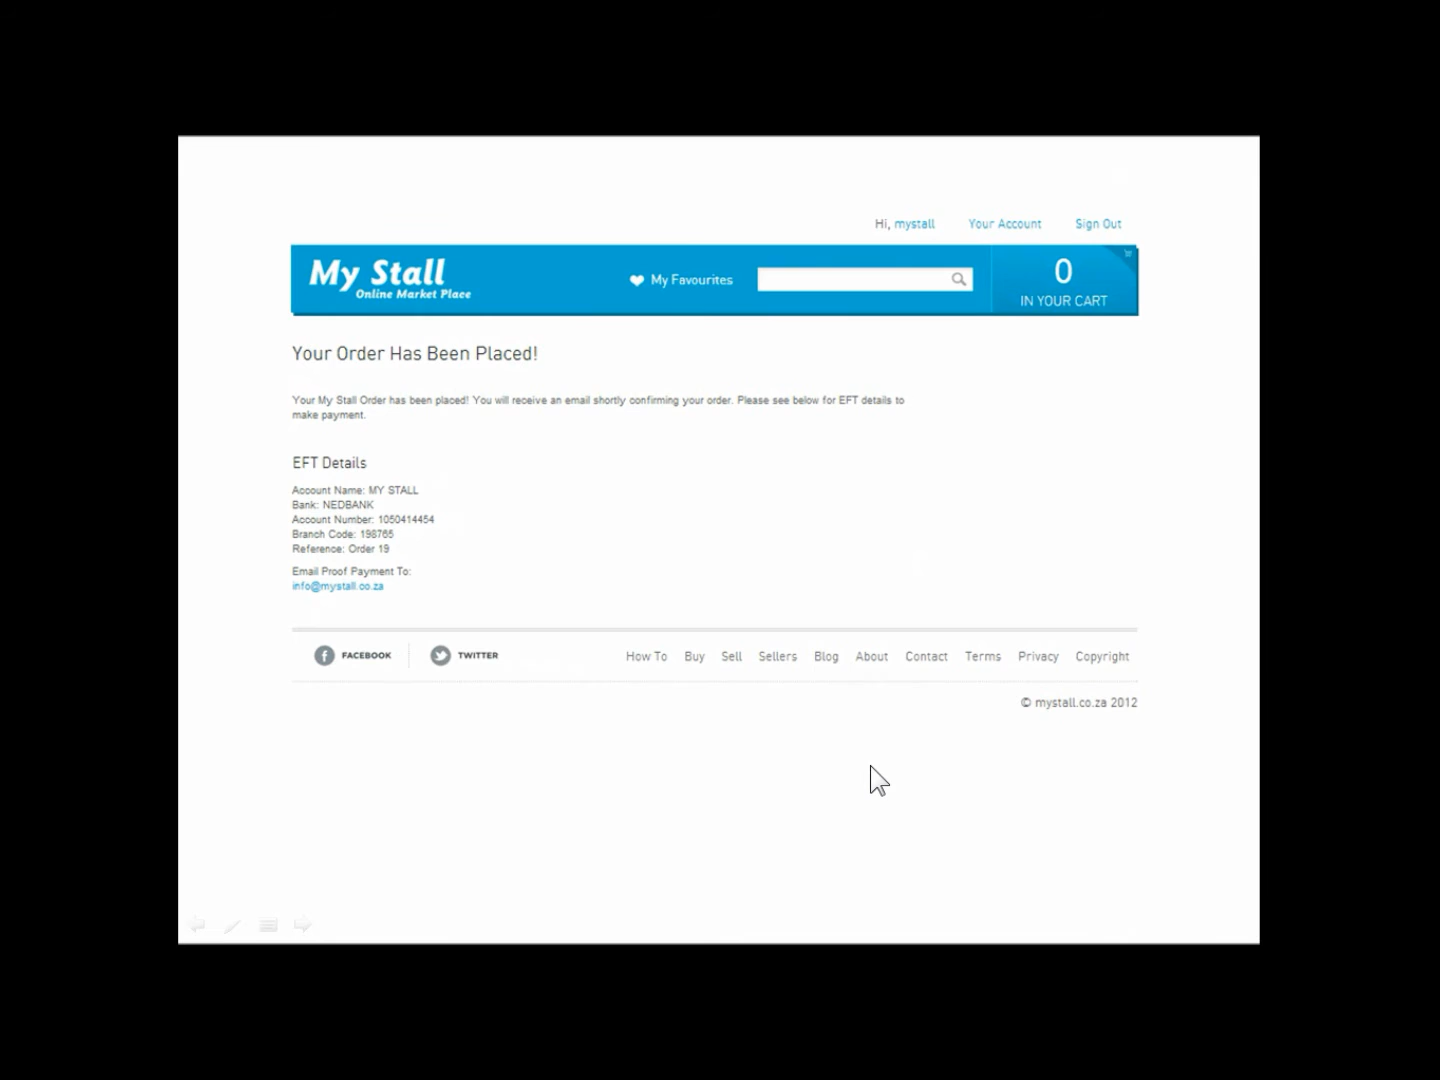 Hi, mystall Your Account Sign Out
My Stall
Online Market Place
My Favourites
0
IN YOUR CART
Your Order Has Been Placed!
Your My Stall Order has been placed! You will receive an email shortly confirming your order. Please see below for EFT details to
make payment.
EFT Details
Account Name: MY STALL
Bank: NEDBANK
Account Number: 1050414454
Branch Code: 198765
Reference: Order 19
Email Proof Payment To:
info@mystall.co.za
FACEBOOK TWITTER How To Buy Sell Sellers Blog About Contact Terms Privacy Copyright
© mystall.co.za 2012